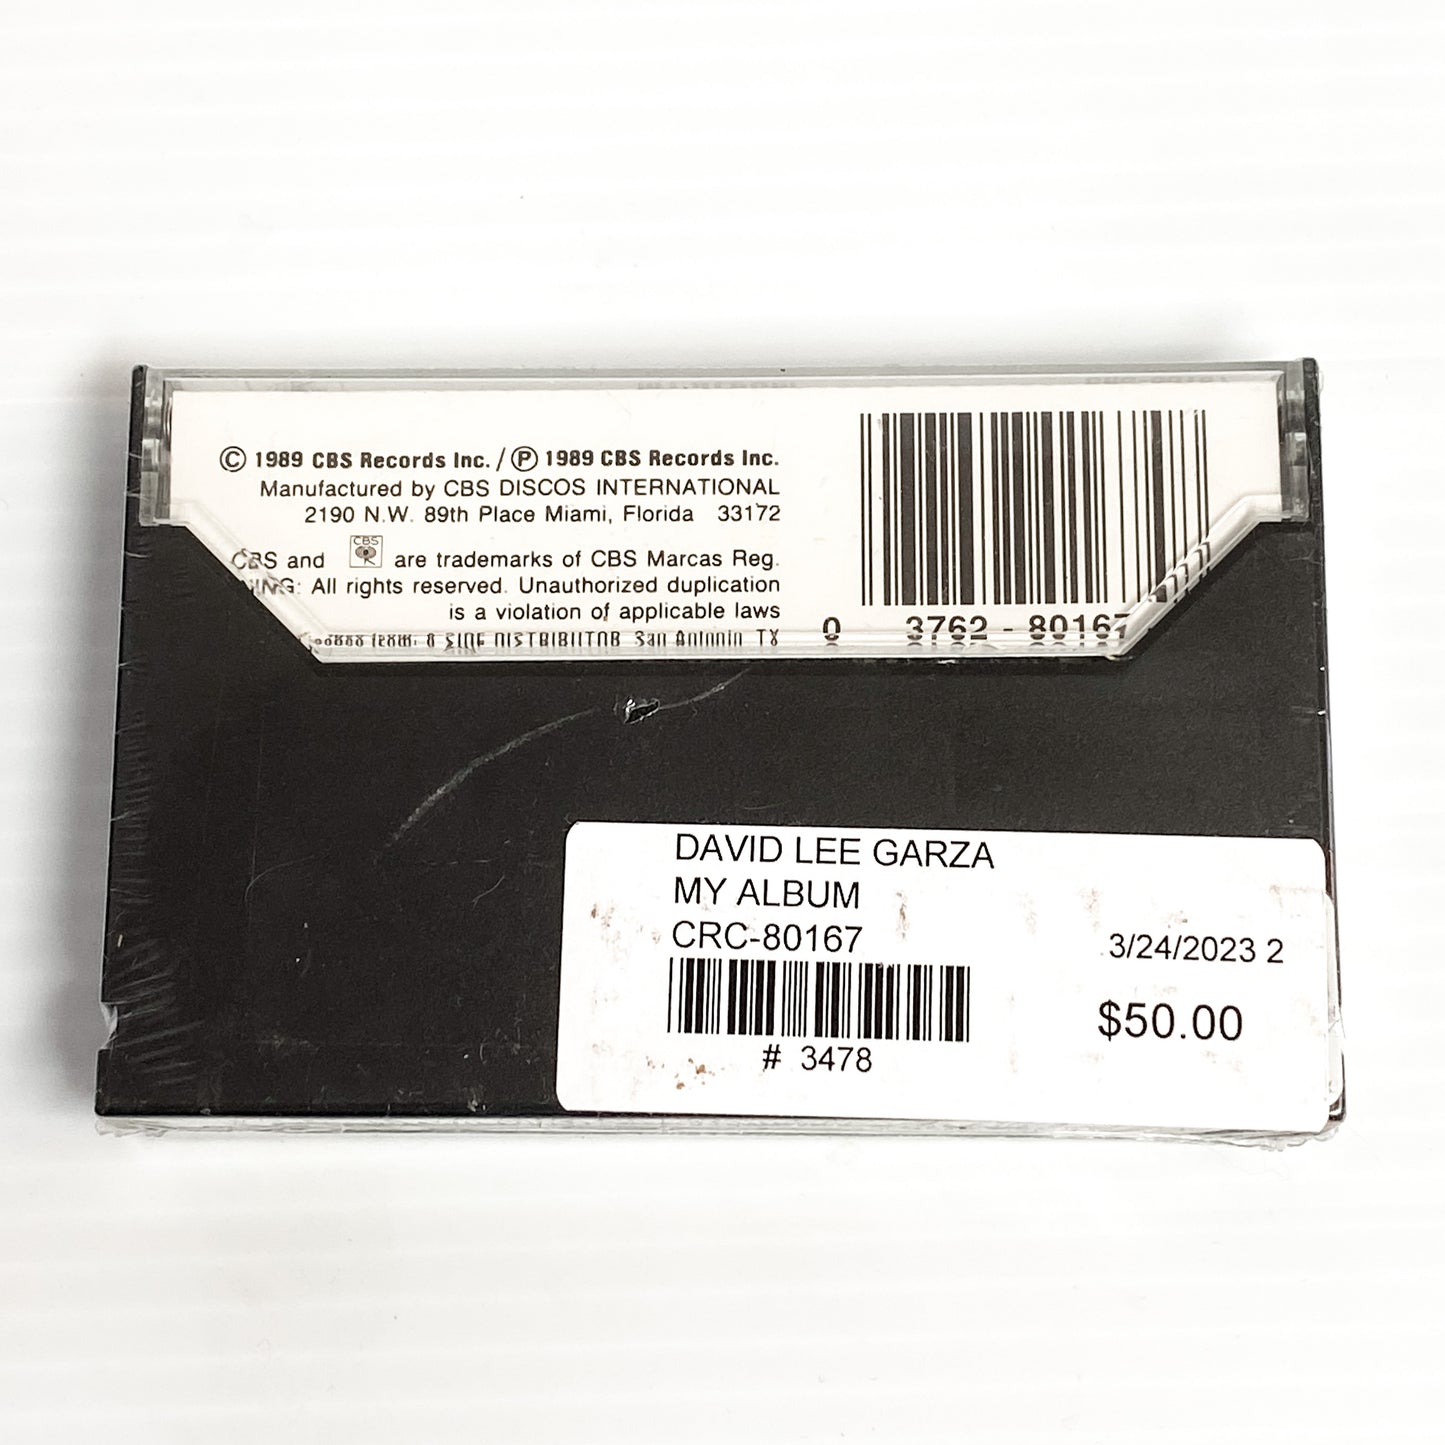 © 1989 CBS Records Inc. / Ⓟ 1989 CBS Records Inc.
Manufactured by CBS DISCOS INTERNATIONAL
2190 N.W. 89th Place Miami, Florida 33172
CBS and CBS are trademarks of CBS Marcas Reg.
NING: All rights reserved. Unauthorized duplication
is a violation of applicable laws
DISTRIBUTOR San Antonio TX
0 3762-80167
DAVID LEE GARZA
MY ALBUM
CRC-80167
3/24/2023 2
$50.00
# 3478